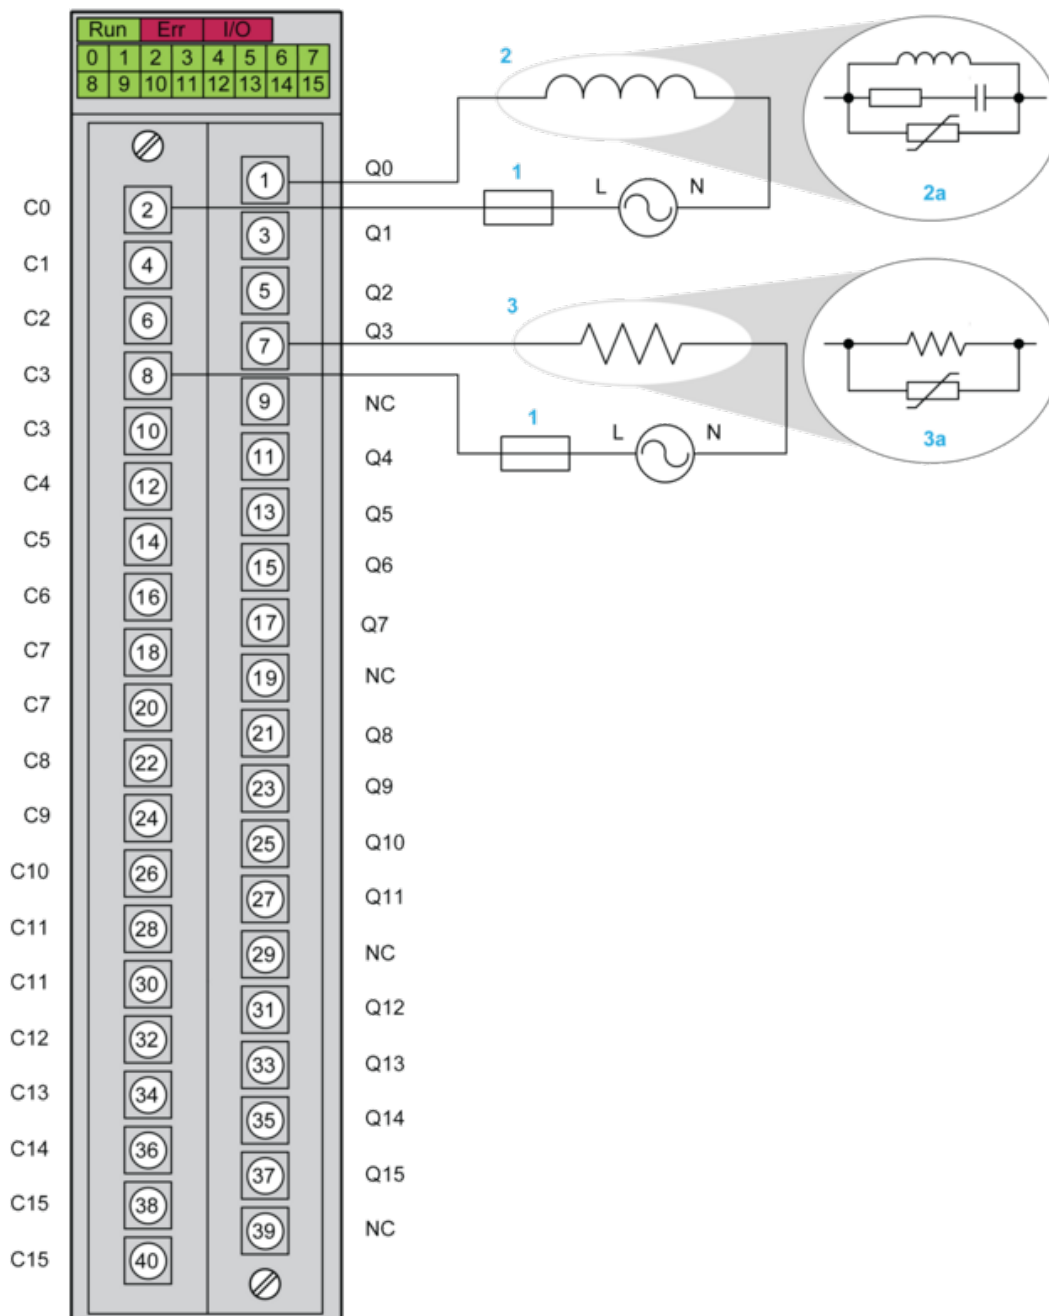 Run Err I/O
0 1 2 3 4 5 6 7
8 9 10 11 12 13 14 15
2
2a
1 Q0
L N
1
C0 2
3 Q1
C1 4
5 Q2
C2 6
7 Q3
3
3a
C3 8
9 NC
1
L N
C3 10
11 Q4
C4 12
13 Q5
C5 14
15 Q6
C6 16
17 Q7
C7 18
19 NC
C7 20
21 Q8
C8 22
23 Q9
C9 24
25 Q10
C10 26
27 Q11
C11 28
29 NC
C11 30
31 Q12
C12 32
33 Q13
C13 34
35 Q14
C14 36
37 Q15
C15 38
39 NC
C15 40